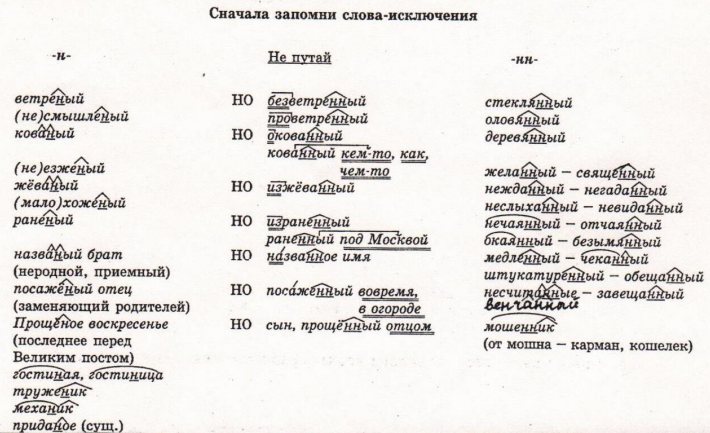 Сначала запомни слова-исключения
-н- Не путай -нн-
ветреный НО безветренный стеклянный
(не)смышлёный проветренный оловянный
кованый НО окованный деревянный
кованный кем-то, как,
(не)езженый чем-то желанный – священный
жёваный НО изжёванный нежданный – негаданный
(мало)хоженый неслыханный – невиданный
раненый НО израненный нечаянный – отчаянный
раненный под Москвой окаянный – безымянный
названый брат НО названное имя медленный – чеканный
(неродной, приемный) штукатуренный – обещанный
посажёный отец НО посаженный вовремя, несчитанные – завещанный
(заменяющий родителей) в огороде венчанный
Прощёное воскресенье НО сын, прощённый отцом мошенник
(последнее перед (от мошна – карман, кошелек)
Великим постом)
гостиная, гостиница
труженик
механик
приданое (сущ.)